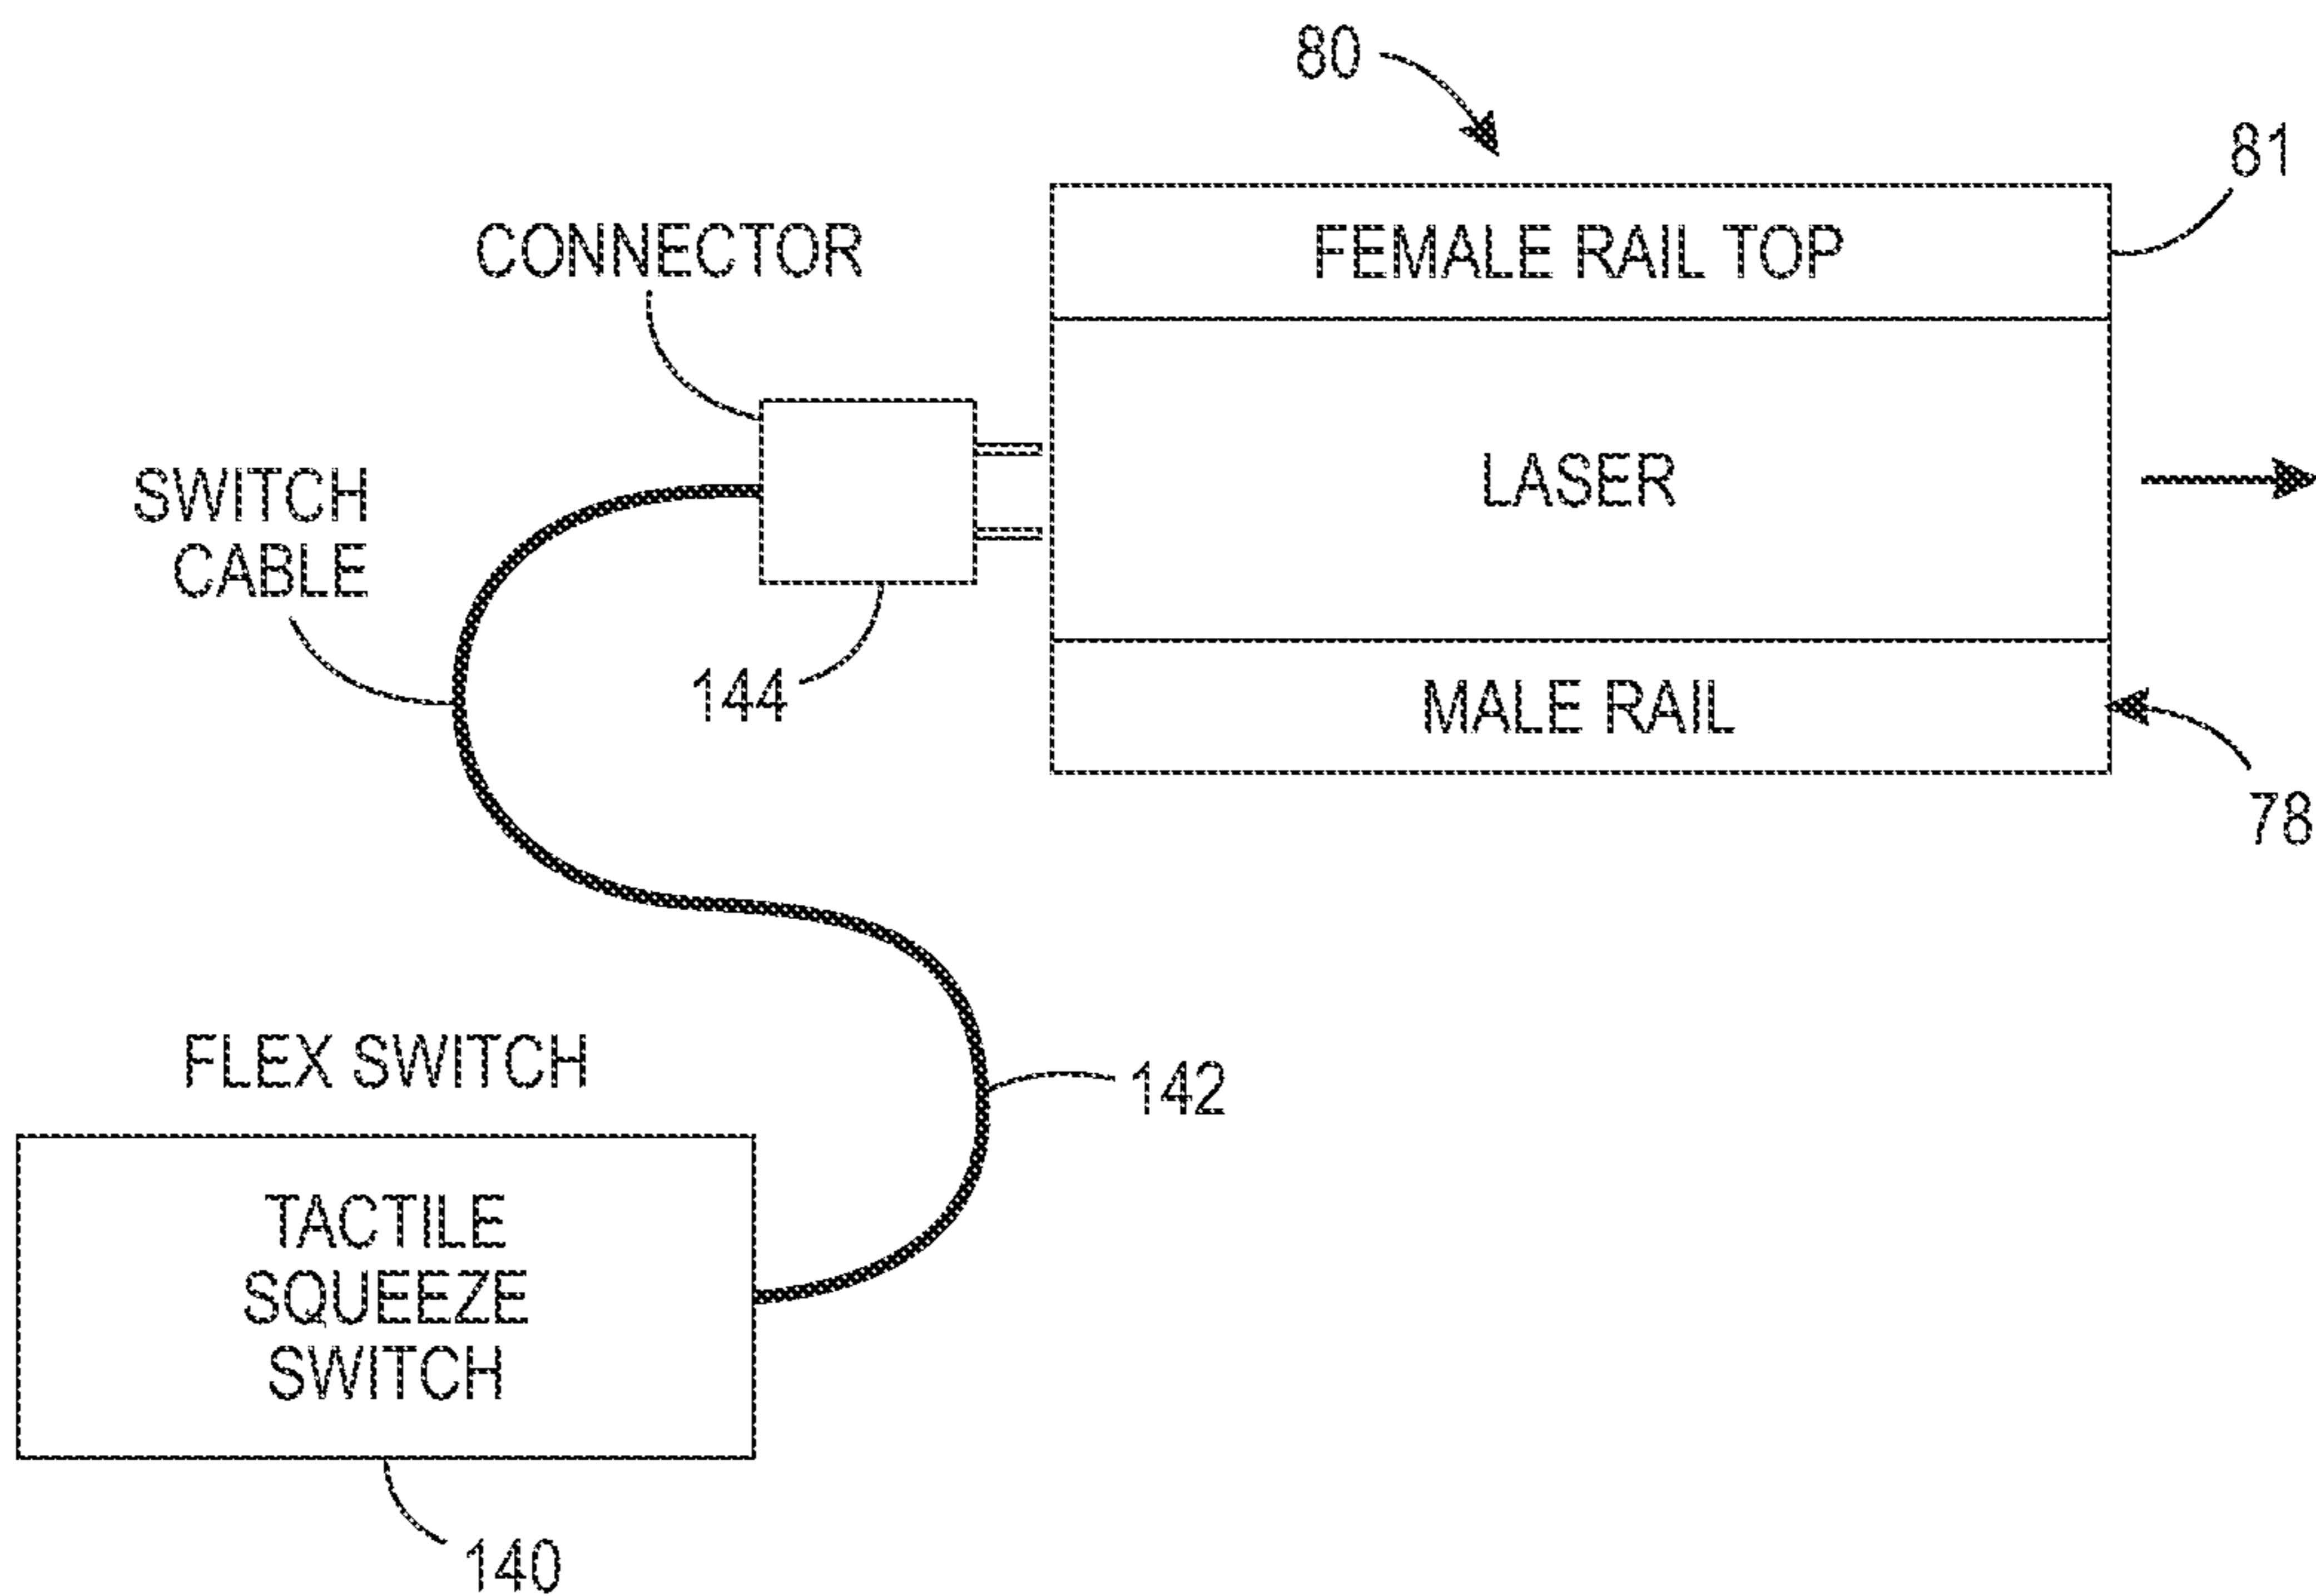 80
81
CONNECTOR
FEMALE RAIL TOP
SWITCH
CABLE
LASER
144
MALE RAIL
78
FLEX SWITCH
142
TACTILE
SQUEEZE
SWITCH
140